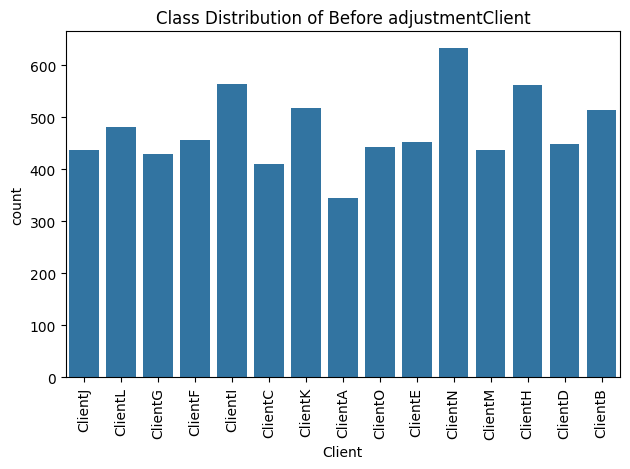 Class Distribution of Before adjustmentClient
count
600
500
400
300
200
100
0
ClientJ
ClientL
ClientG
ClientF
ClientI
ClientC
ClientK
ClientA
ClientO
ClientE
ClientN
ClientM
ClientH
ClientD
ClientB
Client